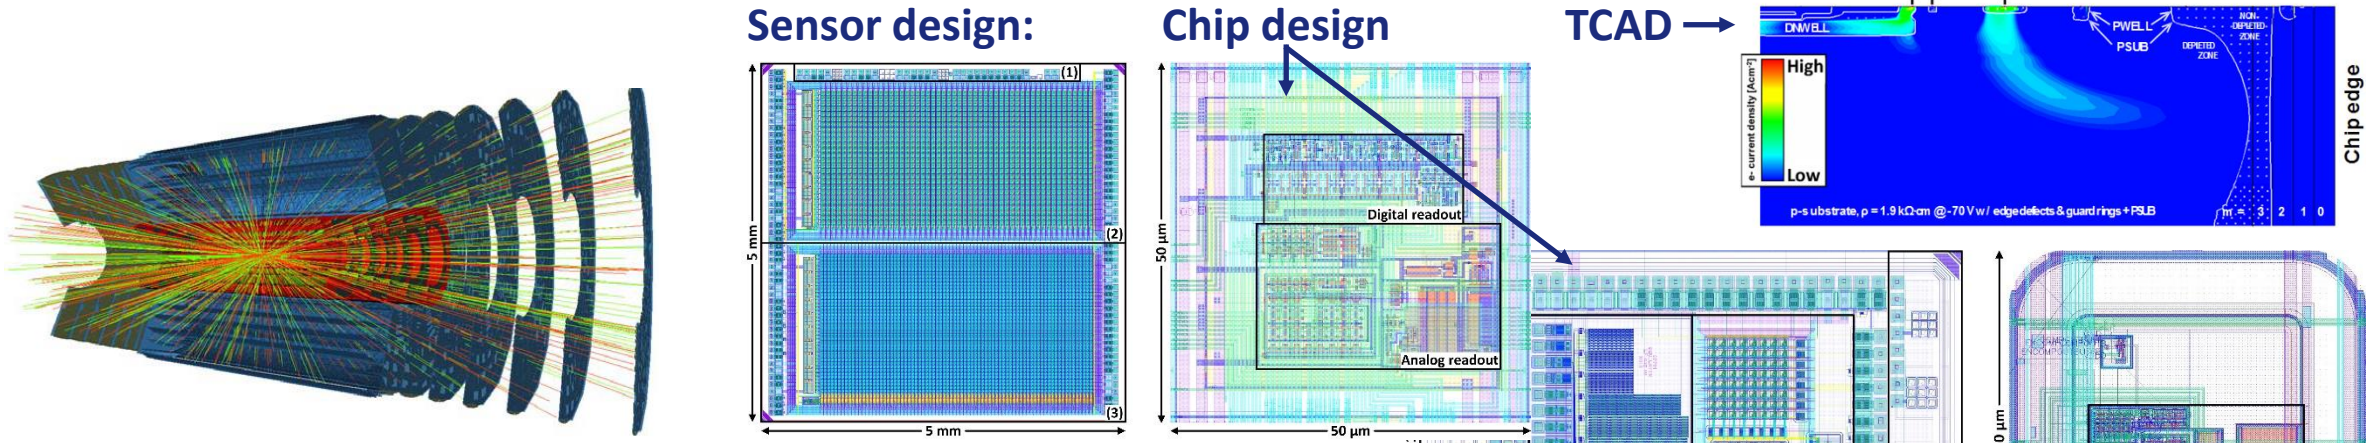 Sensor design:
Chip design
TCAD
(1)
(2)
(3)
5 mm
5 mm
Digital readout
Analog readout
50 µm
50 µm
DNWELL
PWELL
PSUB
NON-
DEPLETED
ZONE
DEPLETED
ZONE
High
Low
e- current density [Acm⁻²]
p-substrate, ρ = 1.9 kΩ·cm @ -70 V w/ edge defects & guard rings + PSUB
m = 3 2 1 0
Chip edge
0 µm